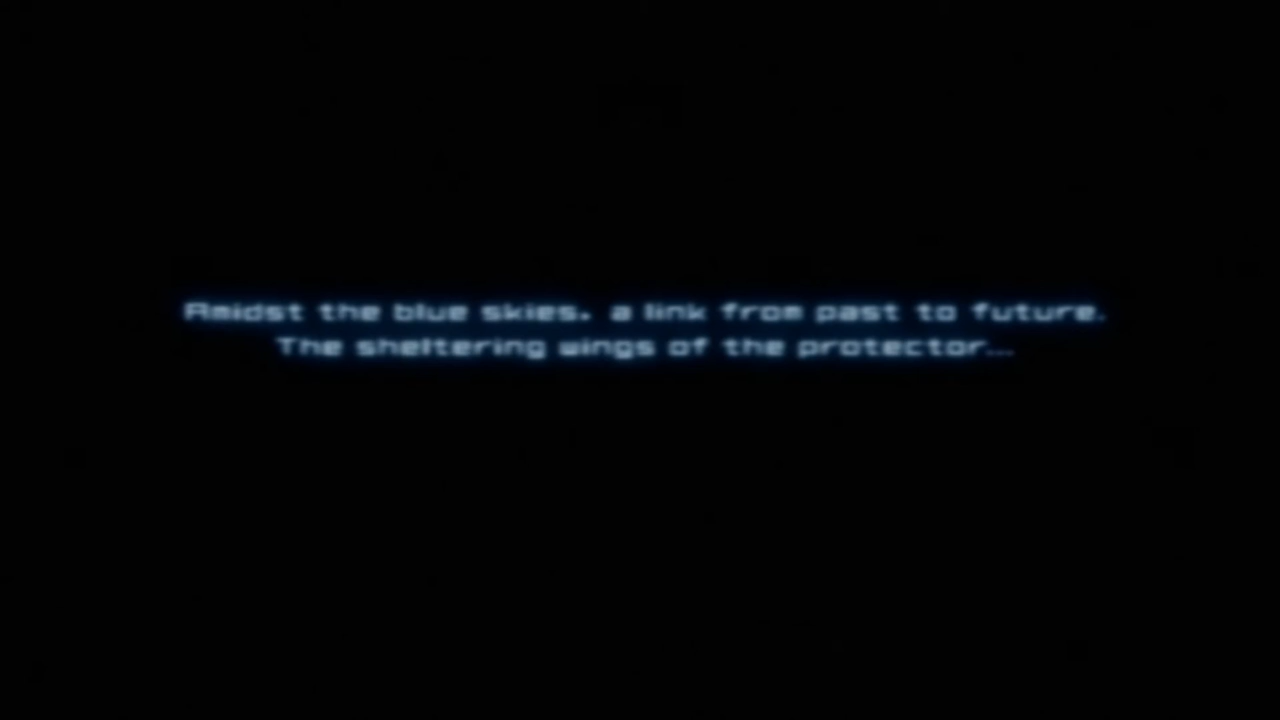 Amidst the blue skies, a link from past to future.
The sheltering wings of the protector...